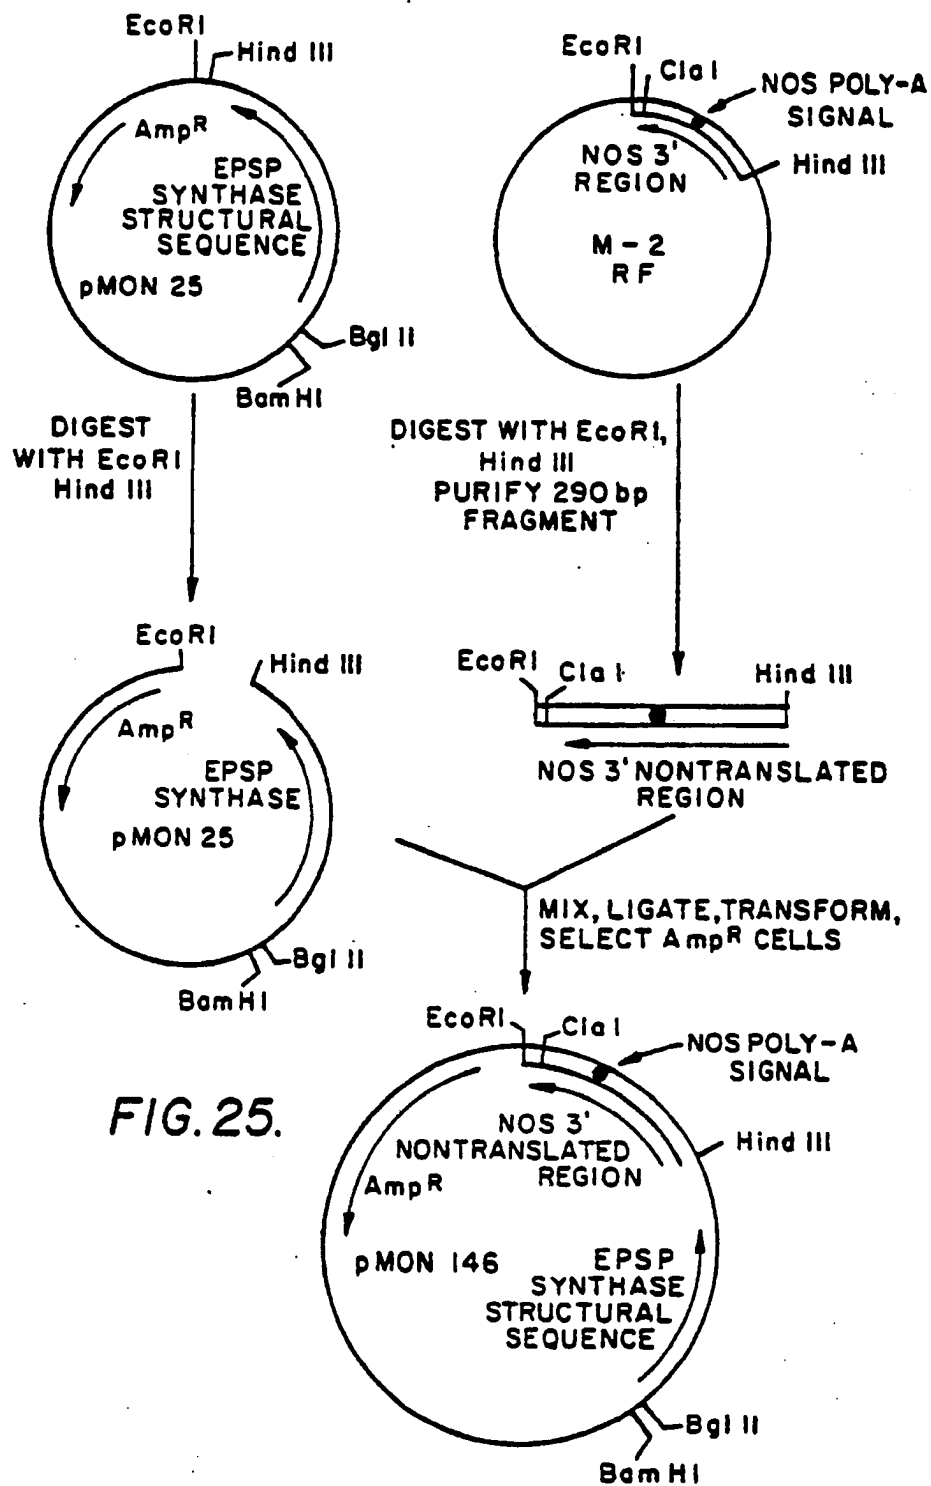 EcoRI
Hind III
AmpR
EPSP
SYNTHASE
STRUCTURAL
SEQUENCE
pMON 25
Bgl II
BamHI
EcoRI
Cla I
NOS POLY-A
SIGNAL
NOS 3'
REGION
Hind III
M-2
RF
DIGEST
WITH EcoRI
Hind III
DIGEST WITH EcoRI,
Hind III
PURIFY 290 bp
FRAGMENT
EcoRI
Hind III
AmpR
EPSP
SYNTHASE
pMON 25
Bgl II
BamHI
EcoRI
Cla I
Hind III
NOS 3' NONTRANSLATED
REGION
MIX, LIGATE, TRANSFORM,
SELECT AmpR CELLS
EcoRI
Cla I
NOS POLY-A
SIGNAL
NOS 3'
NONTRANSLATED
REGION
Hind III
AmpR
pMON 146
EPSP
SYNTHASE
STRUCTURAL
SEQUENCE
Bgl II
BamHI
FIG. 25.